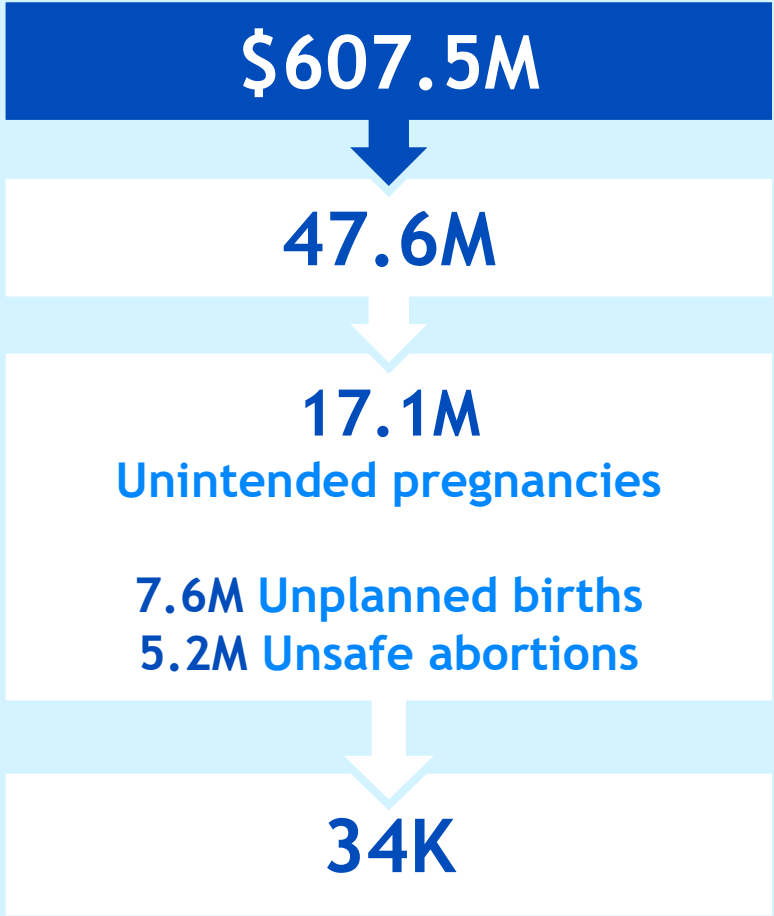 $607.5M
47.6M
17.1M
Unintended pregnancies
7.6M Unplanned births
5.2M Unsafe abortions
34K